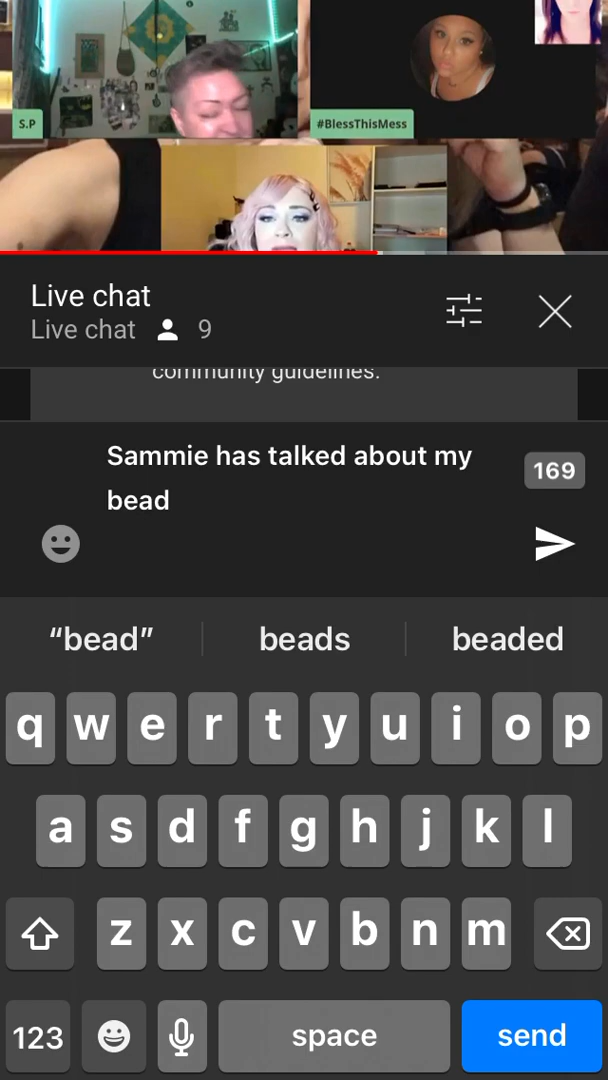 S.P
#BlessThisMess
Live chat
Live chat 9
community guidelines.
Sammie has talked about my
bead
169
“bead” beads beaded
q w e r t y u i o p
a s d f g h j k l
z x c v b n m
123 space send